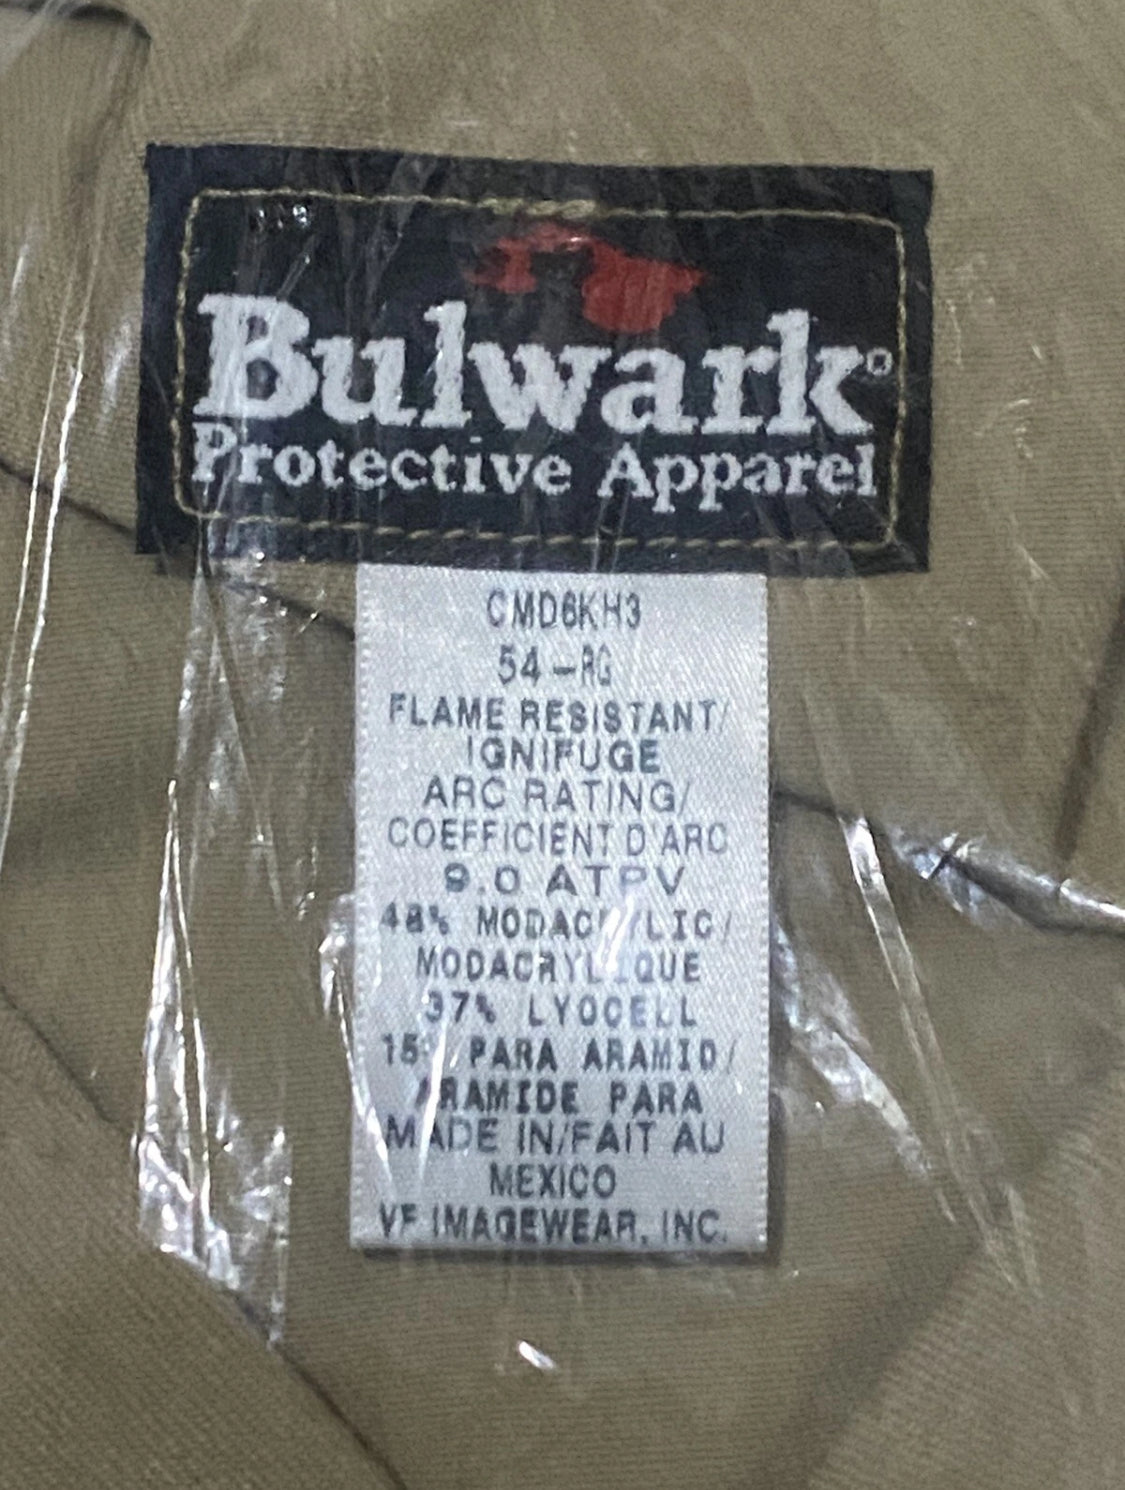 Bulwark®
Protective Apparel
CMD6KH3
54-RG
FLAME RESISTANT/
IGNIFUGE
ARC RATING/
COEFFICIENT D'ARC
9.0 ATPV
48% MODACRYLIC/
MODACRYLIQUE
37% LYOCELL
15% PARA ARAMID/
ARAMIDE PARA
MADE IN/FAIT AU
MEXICO
VF IMAGEWEAR, INC.